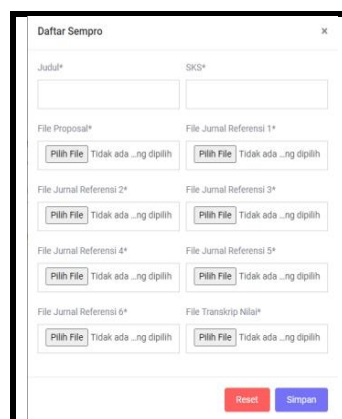 Daftar Sempro ×
Judul* SKS*
File Proposal* File Jurnal Referensi 1*
Pilih File Tidak ada ...ng dipilih Pilih File Tidak ada ...ng dipilih
File Jurnal Referensi 2* File Jurnal Referensi 3*
Pilih File Tidak ada ...ng dipilih Pilih File Tidak ada ...ng dipilih
File Jurnal Referensi 4* File Jurnal Referensi 5*
Pilih File Tidak ada ...ng dipilih Pilih File Tidak ada ...ng dipilih
File Jurnal Referensi 6* File Transkrip Nilai*
Pilih File Tidak ada ...ng dipilih Pilih File Tidak ada ...ng dipilih
Reset Simpan